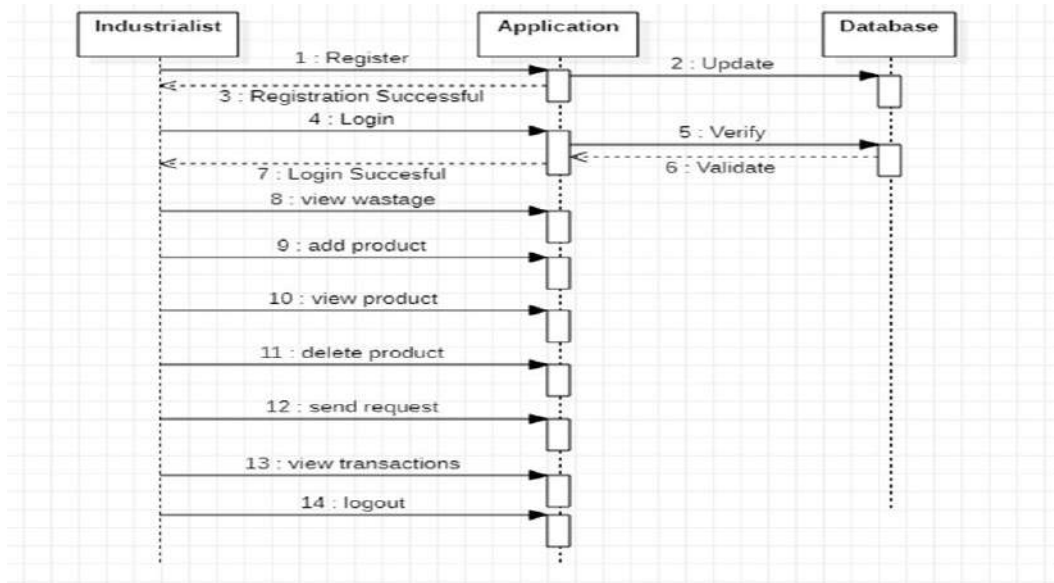 Industrialist
Application
Database
1 : Register
2 : Update
3 : Registration Successful
4 : Login
5 : Verify
6 : Validate
7 : Login Succesful
8 : view wastage
9 : add product
10 : view product
11 : delete product
12 : send request
13 : view transactions
14 : logout